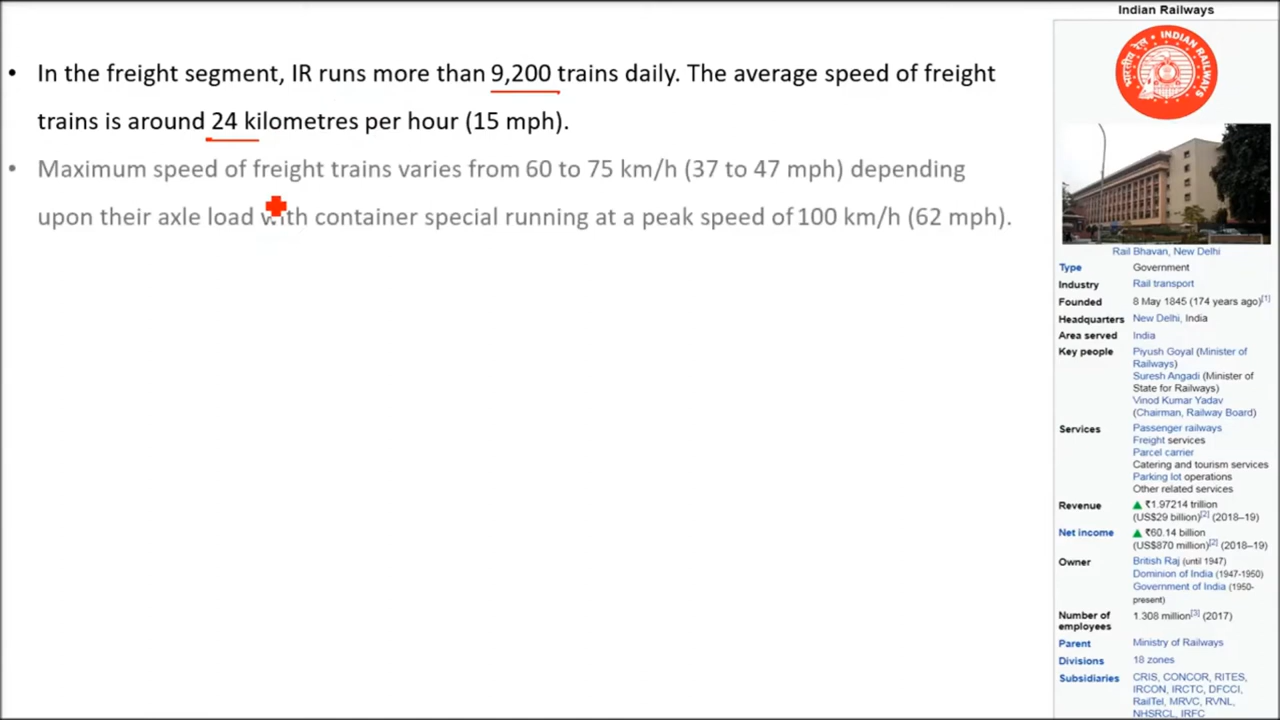 • In the freight segment, IR runs more than 9,200 trains daily. The average speed of freight
trains is around 24 kilometres per hour (15 mph).
• Maximum speed of freight trains varies from 60 to 75 km/h (37 to 47 mph) depending
upon their axle load with container special running at a peak speed of 100 km/h (62 mph).
Indian Railways
INDIAN RAILWAYS
भारतीय रेल
Rail Bhavan, New Delhi
Type Government
Industry Rail transport
Founded 8 May 1845 (174 years ago)[1]
Headquarters New Delhi, India
Area served India
Key people Piyush Goyal (Minister of
Railways)
Suresh Angadi (Minister of
State for Railways)
Vinod Kumar Yadav
(Chairman, Railway Board)
Services Passenger railways
Freight services
Parcel carrier
Catering and tourism services
Parking lot operations
Other related services
Revenue ▲ ₹1.97214 trillion
(US$29 billion)[2] (2018–19)
Net income ▲ ₹60.14 billion
(US$870 million)[2] (2018–19)
Owner British Raj (until 1947)
Dominion of India (1947-1950)
Government of India (1950-
present)
Number of employees 1.308 million[3] (2017)
Parent Ministry of Railways
Divisions 18 zones
Subsidiaries CRIS, CONCOR, RITES,
IRCON, IRCTC, DFCCI,
RailTel, MRVC, RVNL,
NHSRCL, IRFC